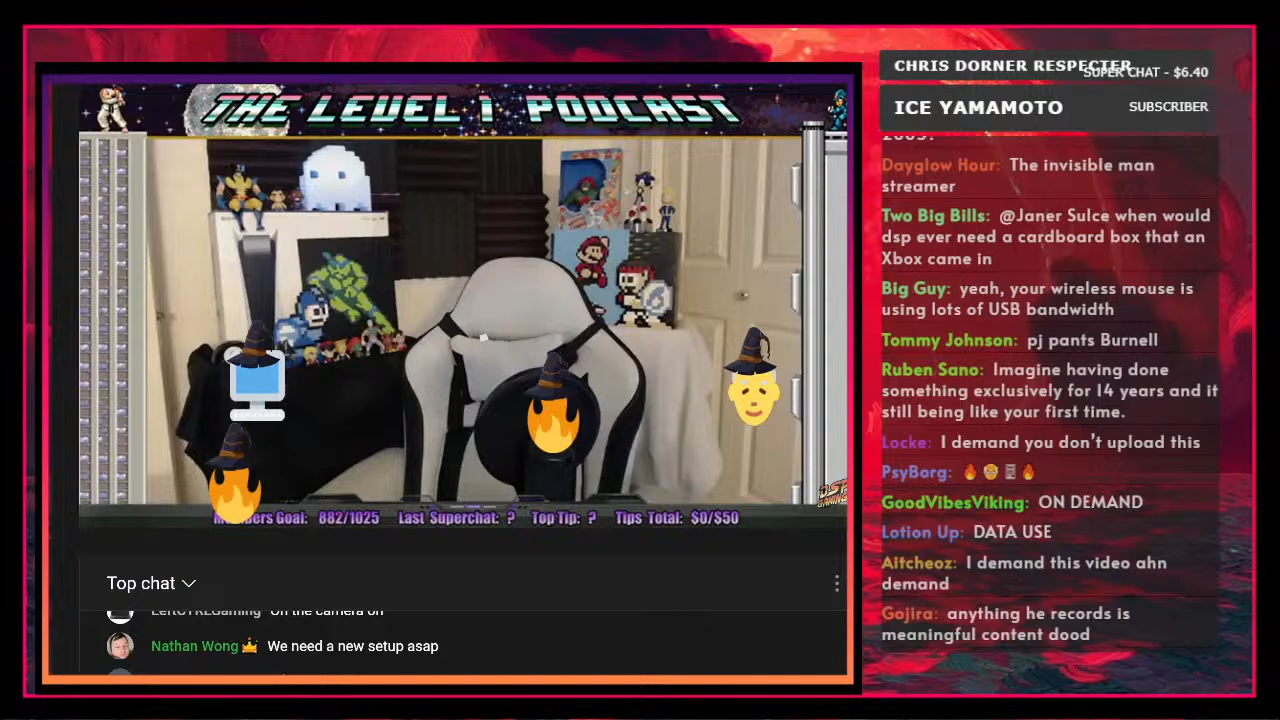 THE LEVEL 1 PODCAST
Members Goal: 882/1025 Last Superchat: ? Top Tip: ? Tips Total: $0/$50
Top chat
LeftCTRLGaming On the camera on
Nathan Wong We need a new setup asap
CHRIS DORNER RESPECTER SUPER CHAT - $6.40
ICE YAMAMOTO SUBSCRIBER
Dayglow Hour: The invisible man
streamer
Two Big Bills: @Janer Sulce when would
dsp ever need a cardboard box that an
Xbox came in
Big Guy: yeah, your wireless mouse is
using lots of USB bandwidth
Tommy Johnson: pj pants Burnell
Ruben Sano: Imagine having done
something exclusively for 14 years and it
still being like your first time.
Locke: I demand you don't upload this
PsyBorg:
GoodVibesViking: ON DEMAND
Lotion Up: DATA USE
Aitcheoz: I demand this video ahn
demand
Gojira: anything he records is
meaningful content dood